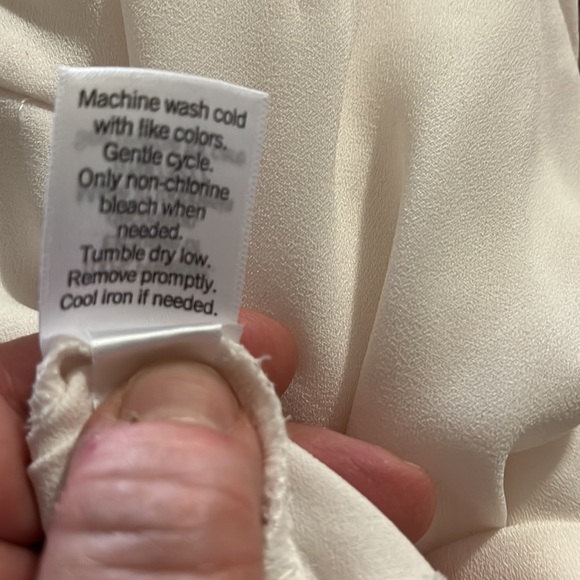 Machine wash cold
with like colors.
Gentle cycle.
Only non-chlorine
bleach when
needed.
Tumble dry low.
Remove promptly.
Cool iron if needed.